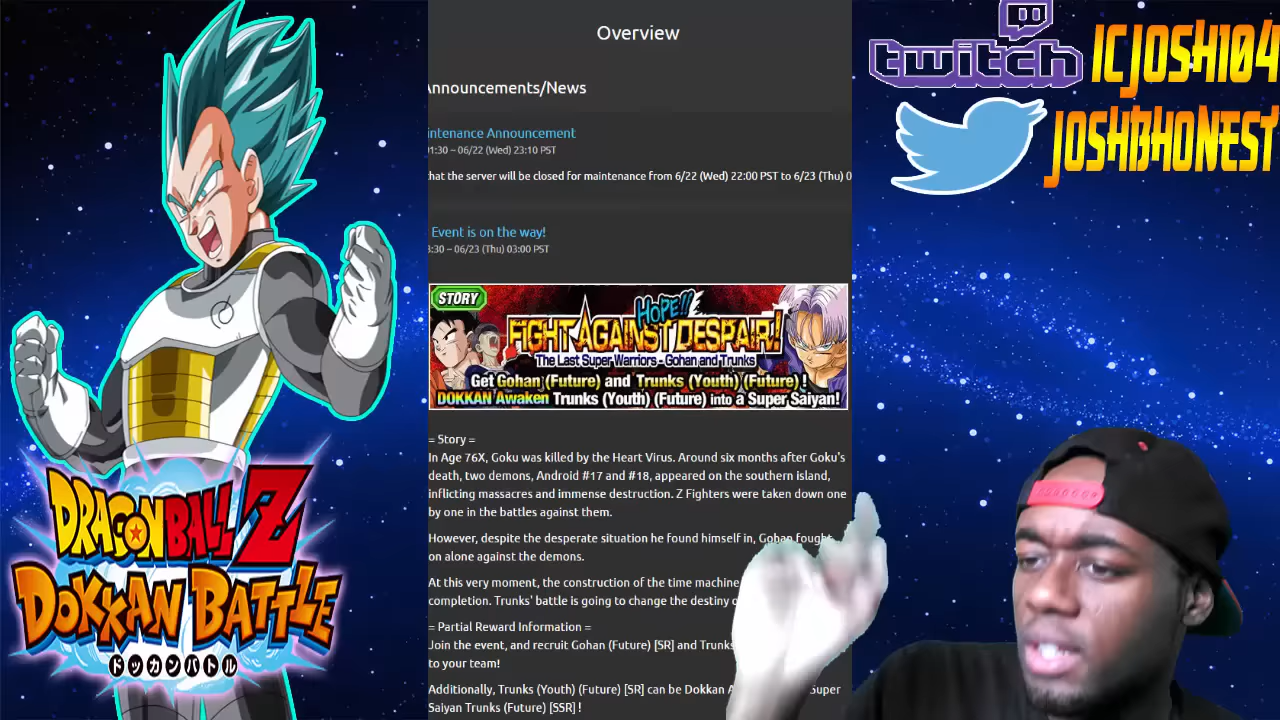 Overview
Announcements/News
intenance Announcement
01:30 – 06/22 (Wed) 23:10 PST
that the server will be closed for maintenance from 6/22 (Wed) 22:00 PST to 6/23 (Thu) 0
Event is on the way!
3:30 – 06/23 (Thu) 03:00 PST
STORY
HOPE!!
FIGHT AGAINST DESPAIR!
The Last Super Warriors - Gohan and Trunks
Get Gohan (Future) and Trunks (Youth) (Future) !
DOKKAN Awaken Trunks (Youth) (Future) into a Super Saiyan!
= Story =
In Age 76X, Goku was killed by the Heart Virus. Around six months after Goku's
death, two demons, Android #17 and #18, appeared on the southern island,
inflicting massacres and immense destruction. Z Fighters were taken down one
by one in the battles against them.
However, despite the desperate situation he found himself in, Gohan fought
on alone against the demons.
At this very moment, the construction of the time machine
completion. Trunks' battle is going to change the destiny o
= Partial Reward Information =
Join the event, and recruit Gohan (Future) [SR] and Trunks
to your team!
Additionally, Trunks (Youth) (Future) [SR] can be Dokkan A Super
Saiyan Trunks (Future) [SSR] !
DRAGON BALL Z
DOKKAN BATTLE
ドッカンバトル
twitch ICJOSH104
JOSHBHONEST